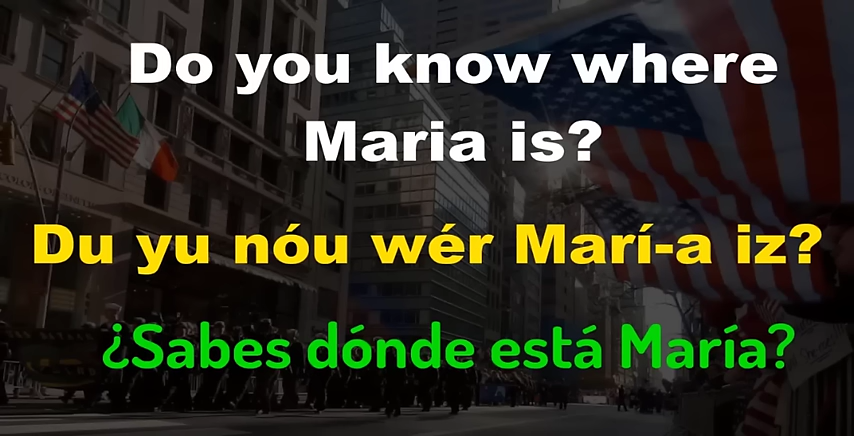 Do you know where
Maria is?
Du yu nóu wér Marí-a iz?
¿Sabes dónde está María?